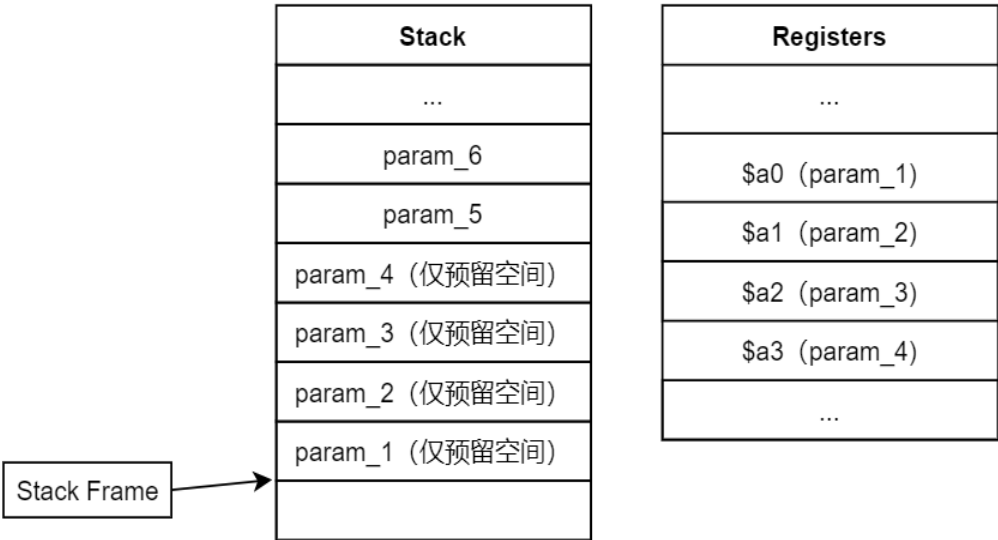 Stack
...
param_6
param_5
param_4（仅预留空间）
param_3（仅预留空间）
param_2（仅预留空间）
param_1（仅预留空间）
Stack Frame
Registers
...
$a0（param_1）
$a1（param_2）
$a2（param_3）
$a3（param_4）
...